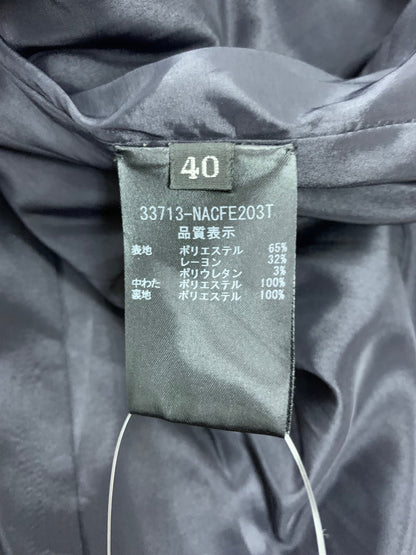 40
33713-NACFE203T
品質表示
表地 ポリエステル 65%
レーヨン 32%
ポリウレタン 3%
中わた ポリエステル 100%
裏地 ポリエステル 100%